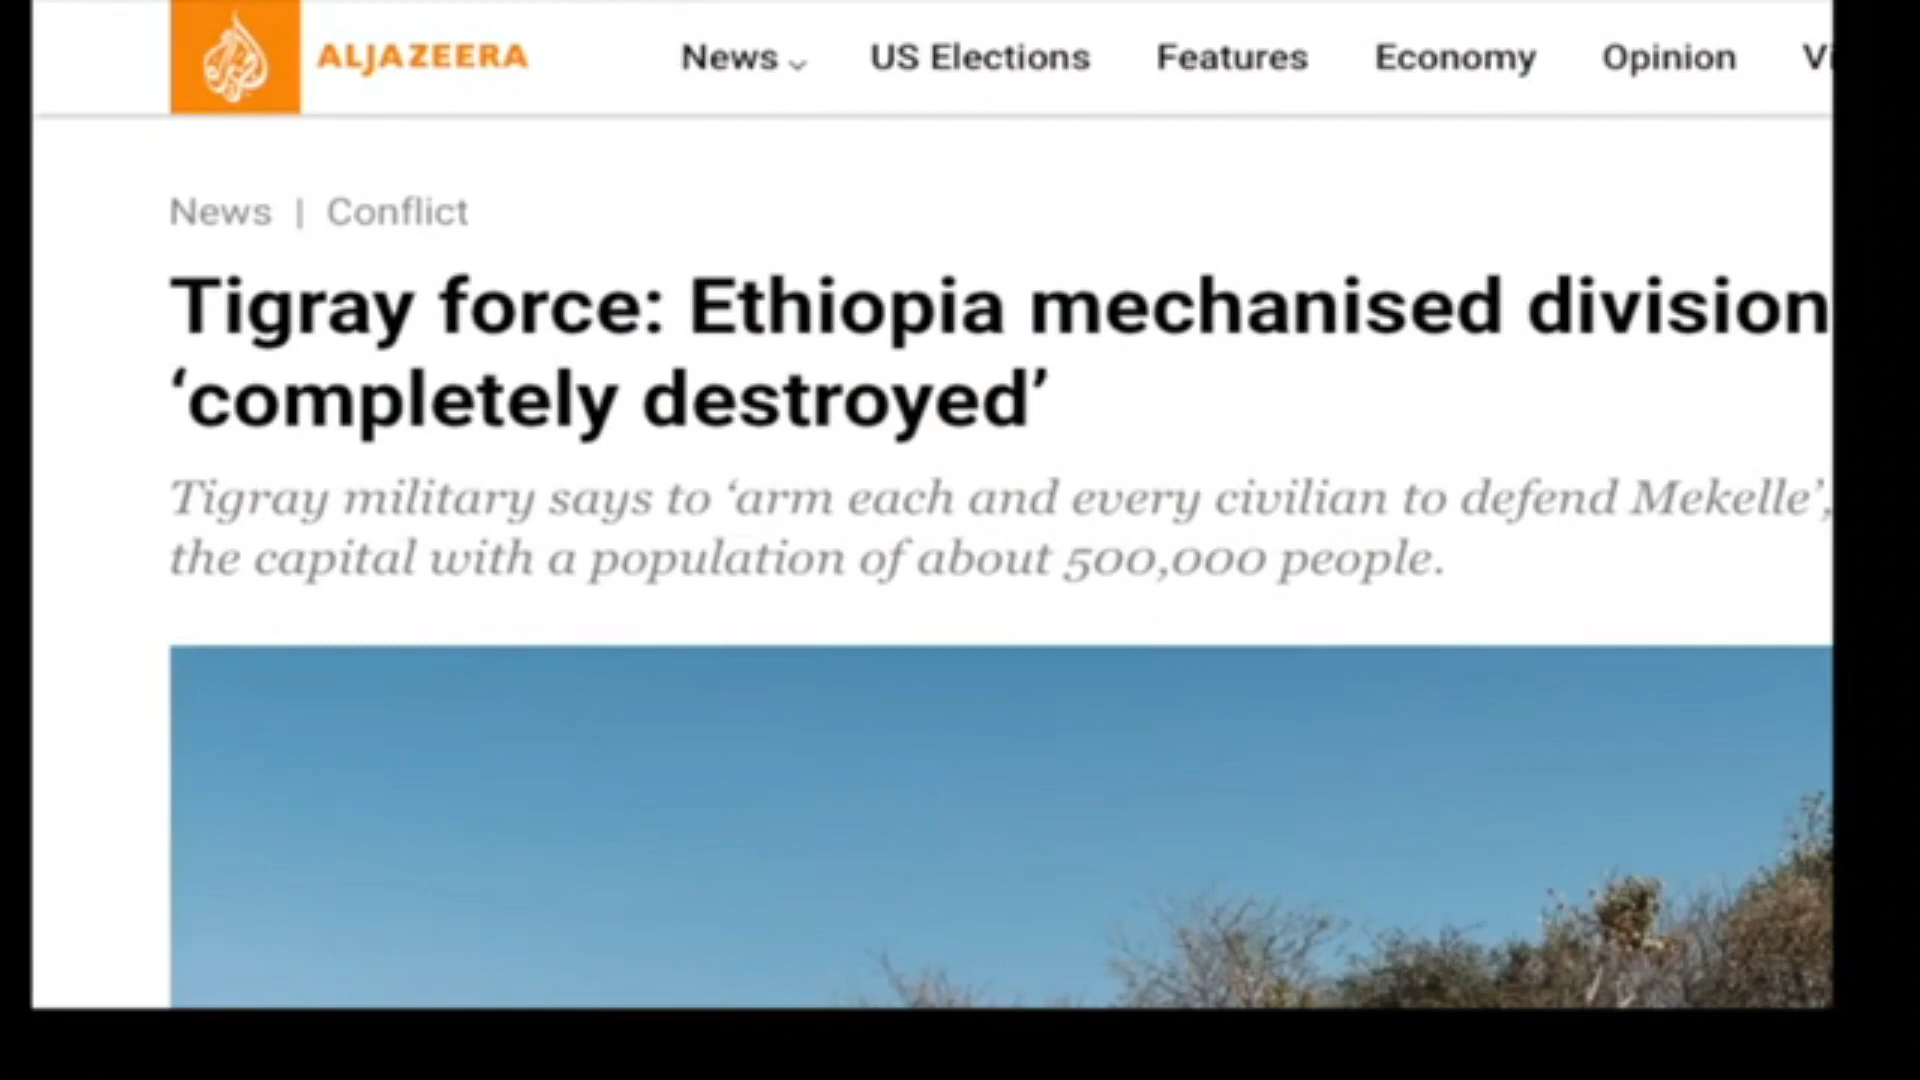 ALJAZEERA News US Elections Features Economy Opinion
News | Conflict
Tigray force: Ethiopia mechanised division
‘completely destroyed’
Tigray military says to ‘arm each and every civilian to defend Mekelle’,
the capital with a population of about 500,000 people.